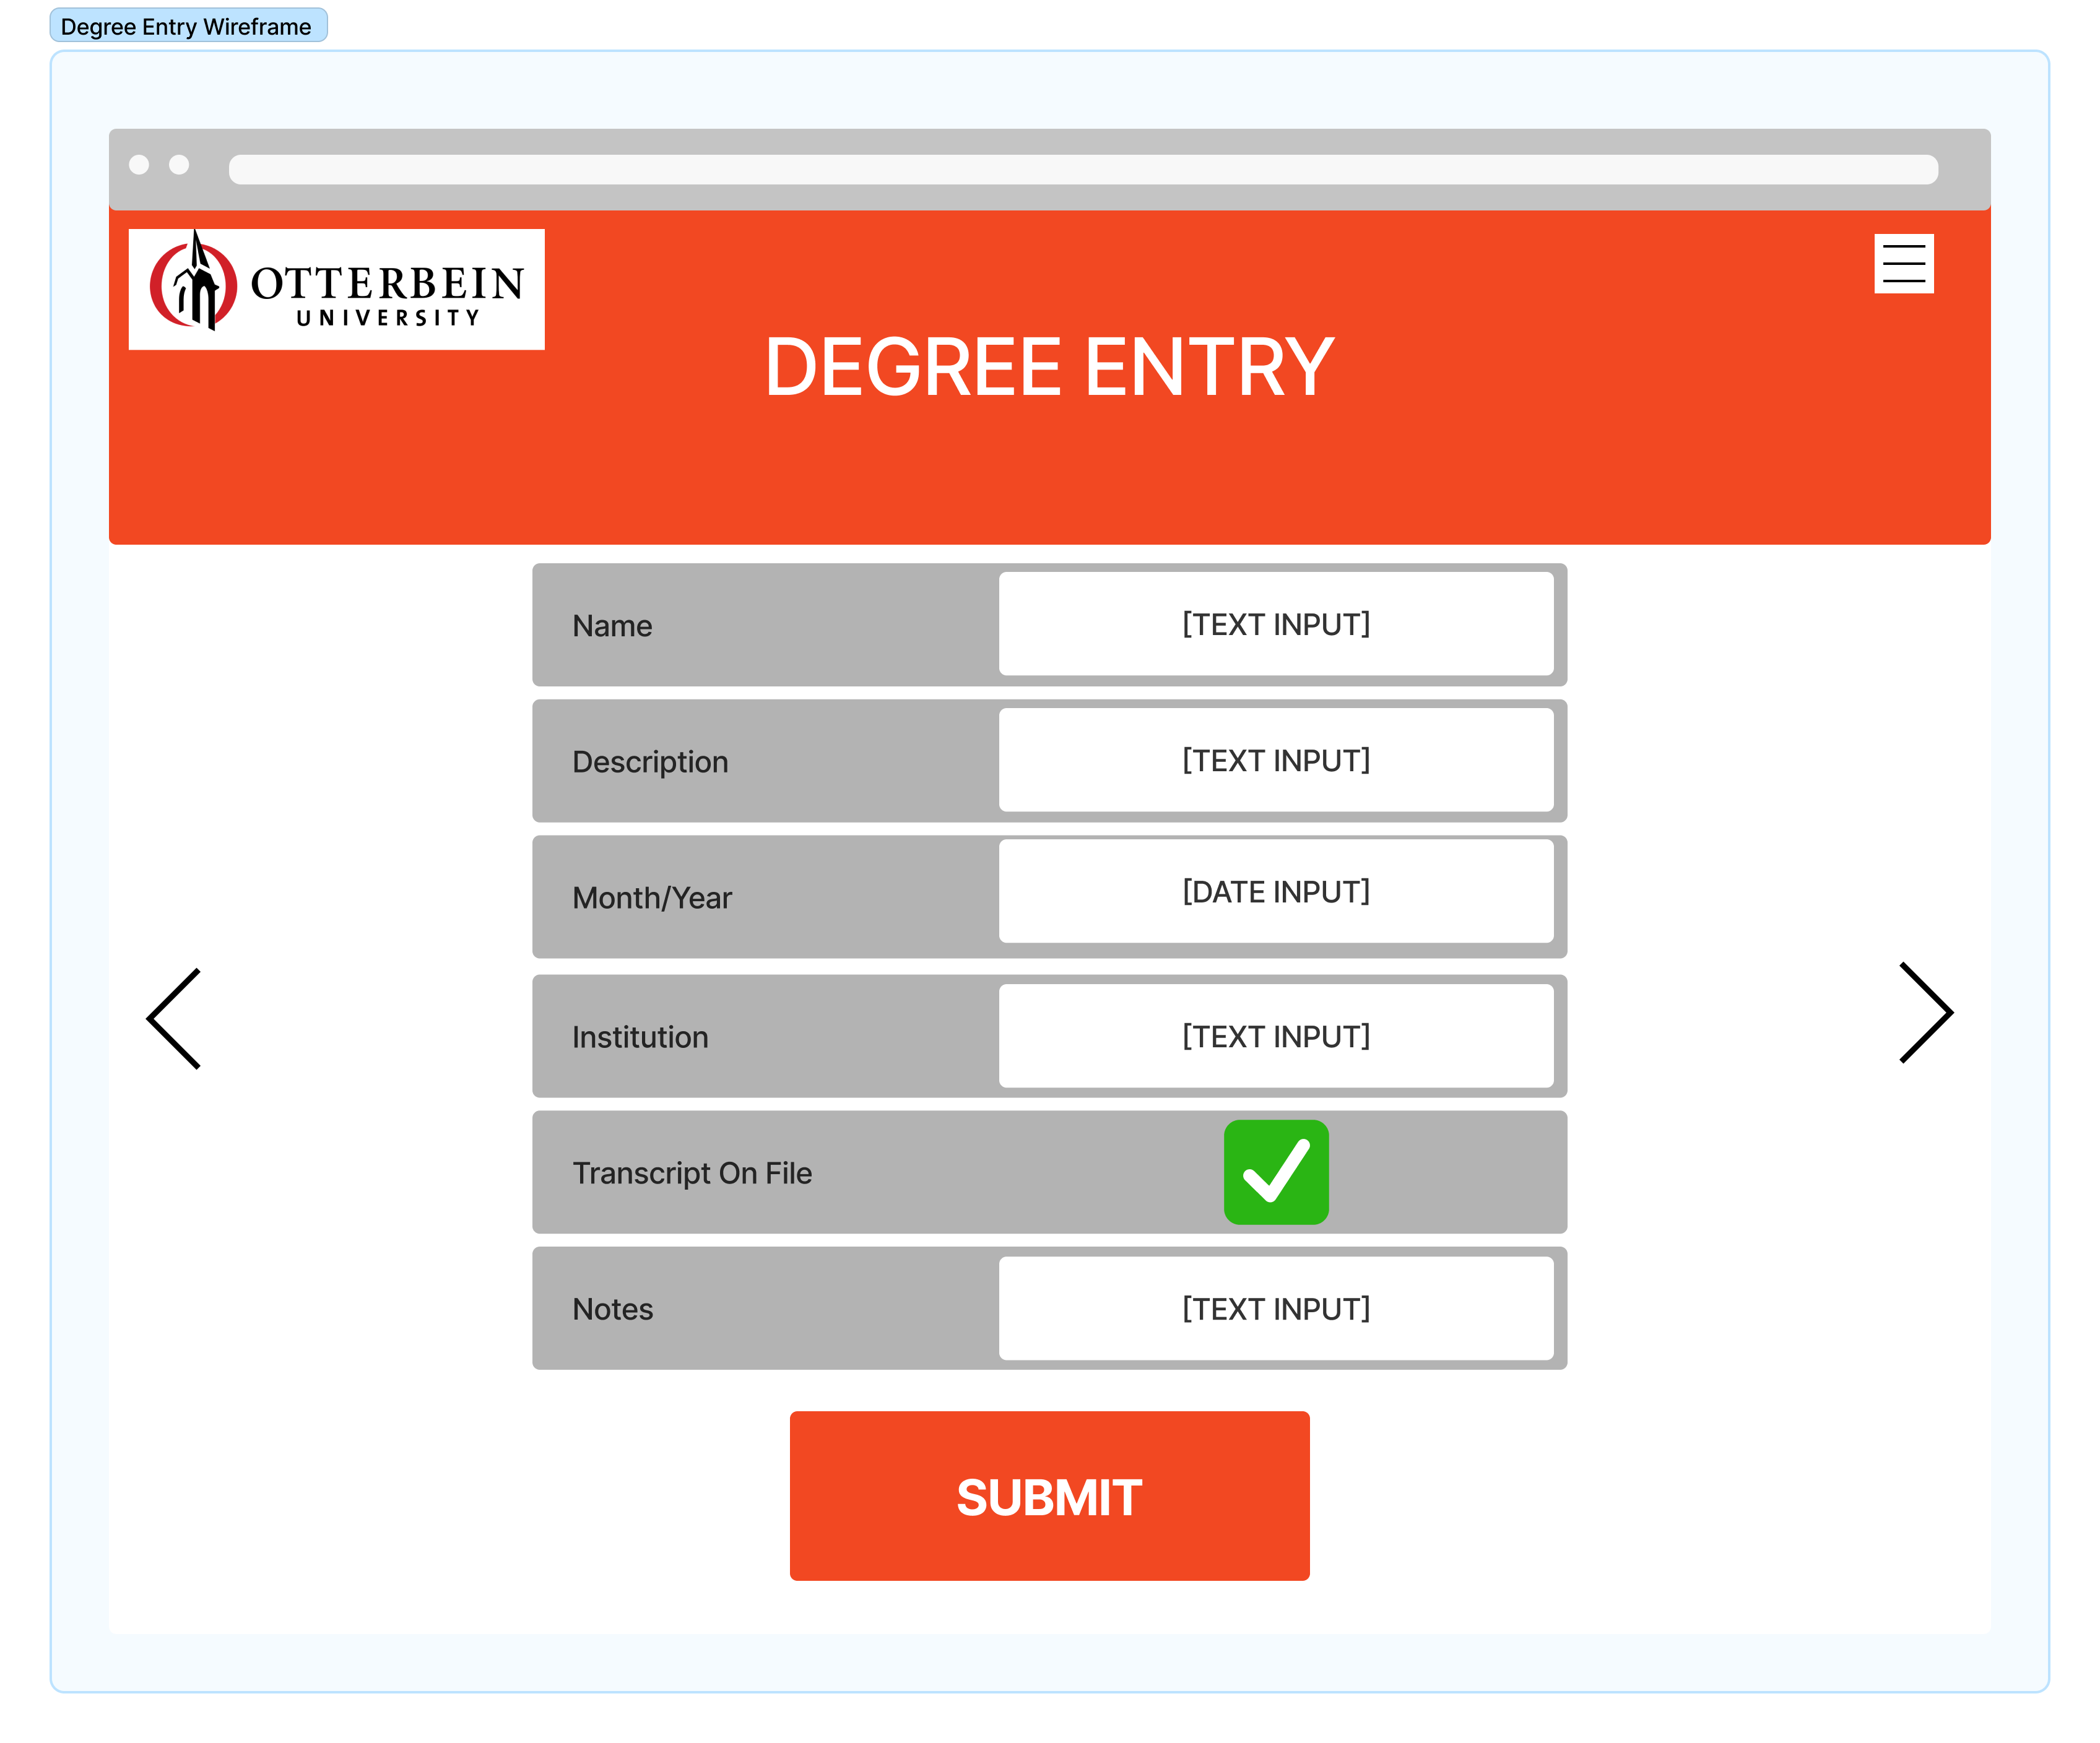 Degree Entry Wireframe
OTTERBEIN
UNIVERSITY
DEGREE ENTRY
Name
[TEXT INPUT]
Description
[TEXT INPUT]
Month/Year
[DATE INPUT]
Institution
[TEXT INPUT]
Transcript On File
Notes
[TEXT INPUT]
SUBMIT